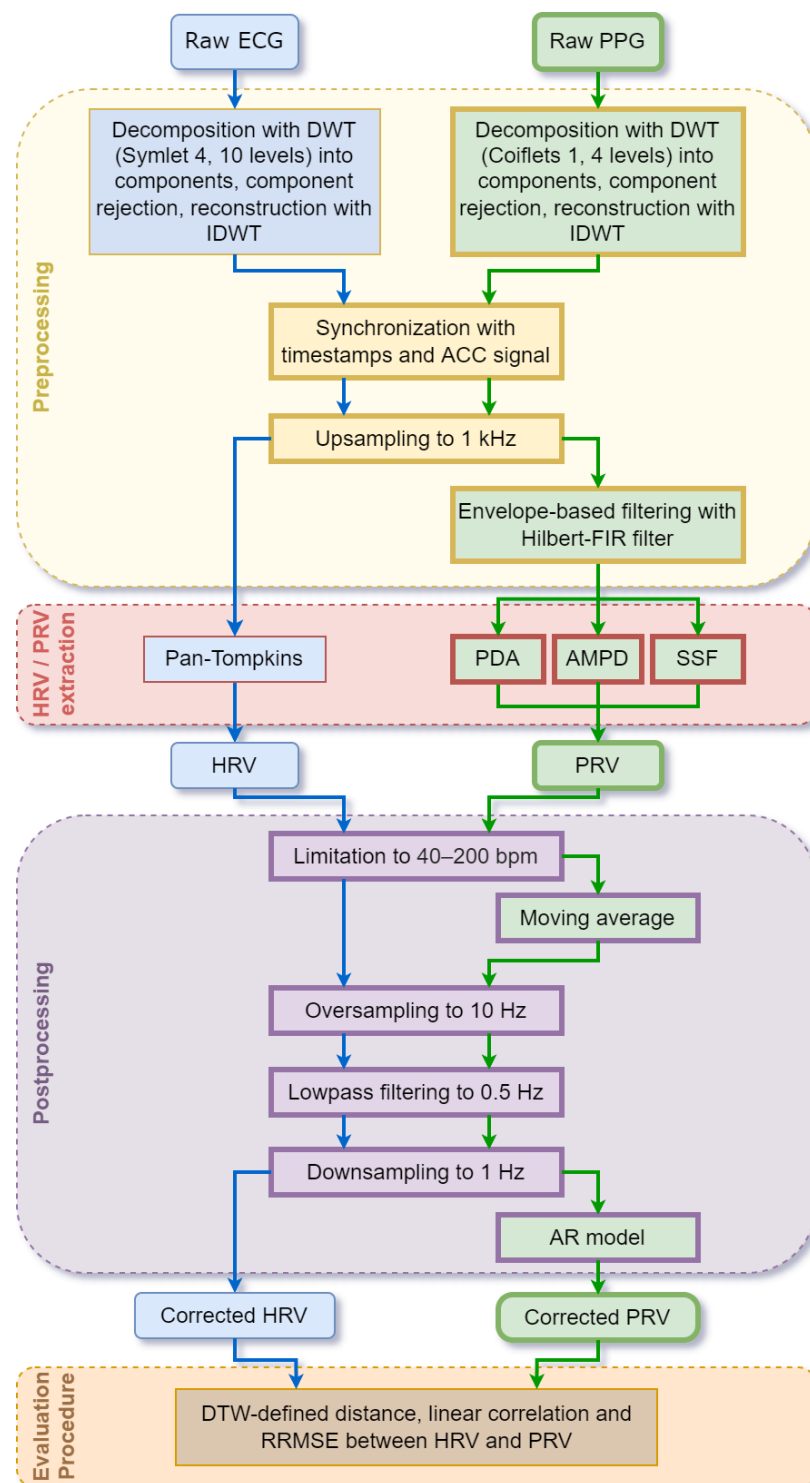 Raw ECG
Raw PPG
Preprocessing
Decomposition with DWT
(Symlet 4, 10 levels) into
components, component
rejection, reconstruction with
IDWT
Decomposition with DWT
(Coiflets 1, 4 levels) into
components, component
rejection, reconstruction with
IDWT
Synchronization with
timestamps and ACC signal
Upsampling to 1 kHz
Envelope-based filtering with
Hilbert-FIR filter
HRV / PRV
extraction
Pan-Tompkins
PDA
AMPD
SSF
HRV
PRV
Postprocessing
Limitation to 40–200 bpm
Moving average
Oversampling to 10 Hz
Lowpass filtering to 0.5 Hz
Downsampling to 1 Hz
AR model
Corrected HRV
Corrected PRV
Evaluation
Procedure
DTW-defined distance, linear correlation and
RRMSE between HRV and PRV